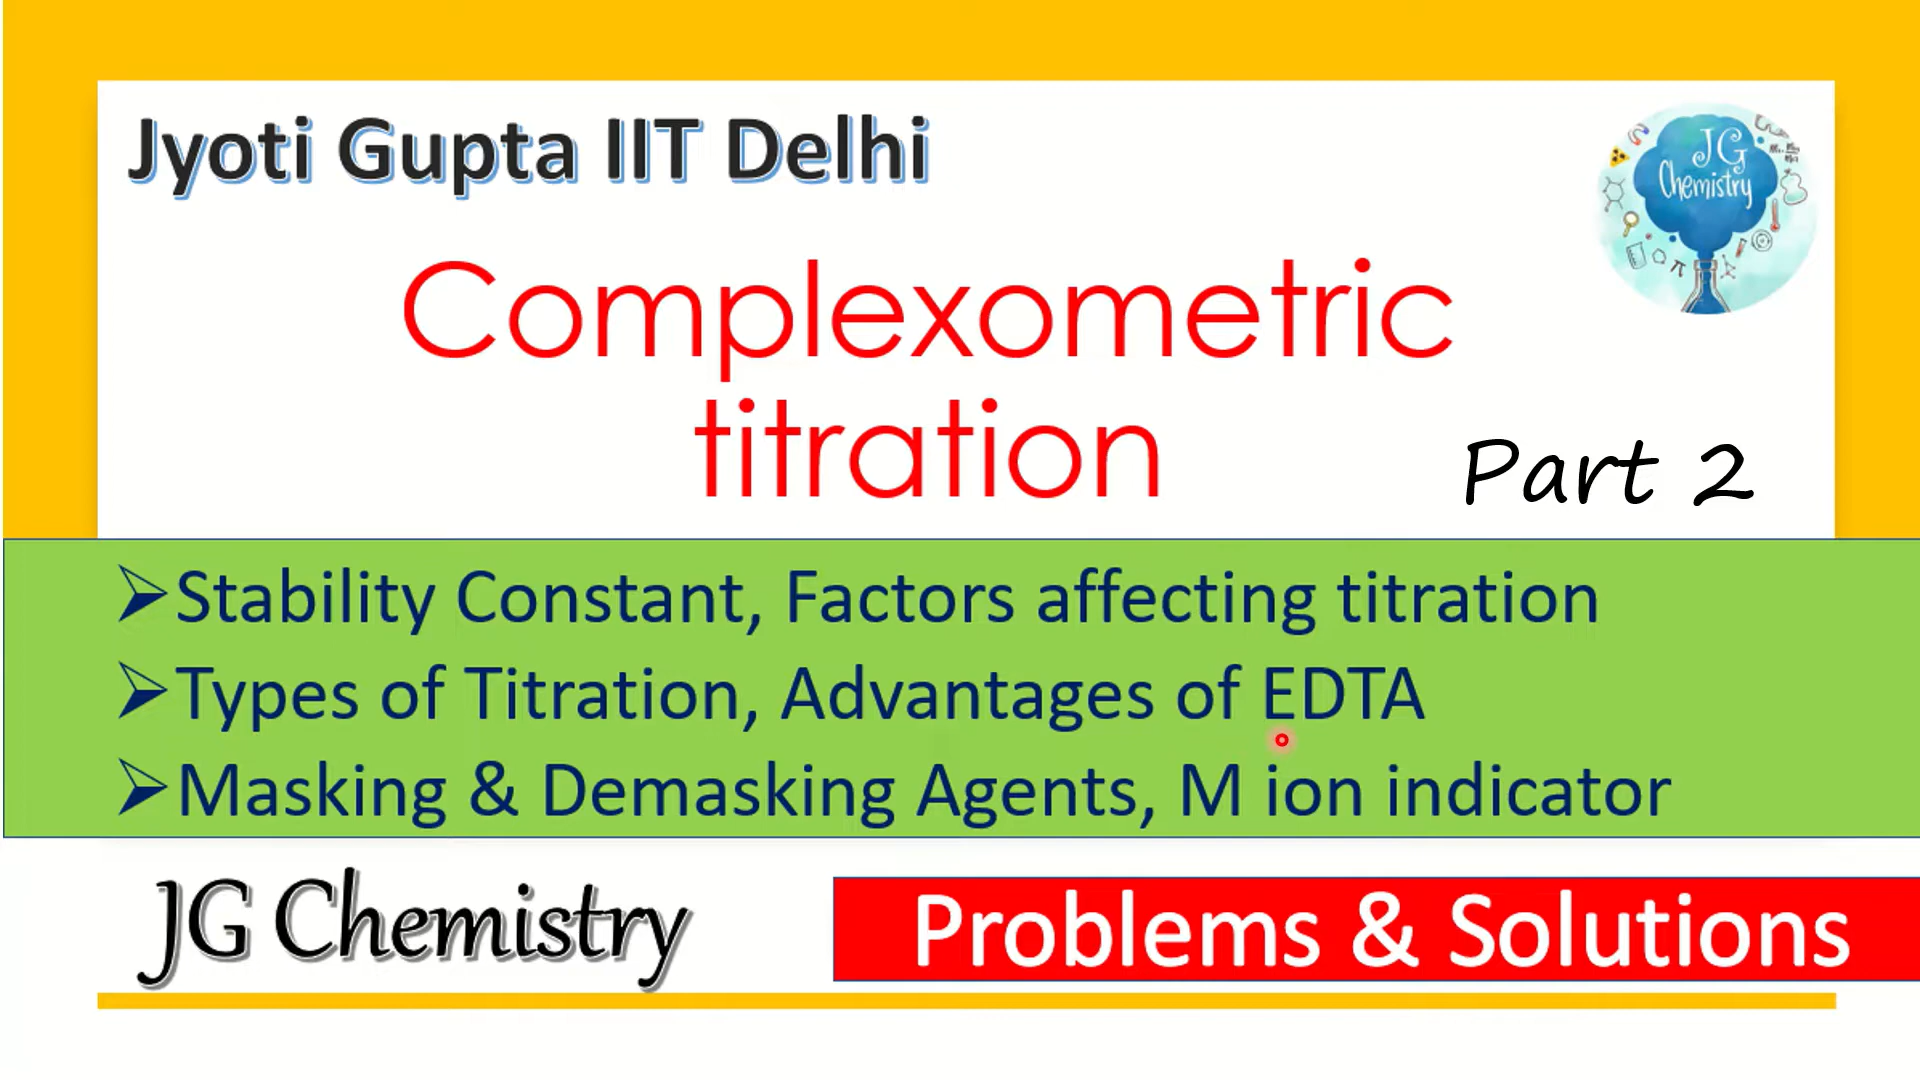 Jyoti Gupta IIT Delhi
JG
Chemistry
Complexometric
titration
Part 2
➢Stability Constant, Factors affecting titration
➢Types of Titration, Advantages of EDTA
➢Masking & Demasking Agents, M ion indicator
JG Chemistry
Problems & Solutions